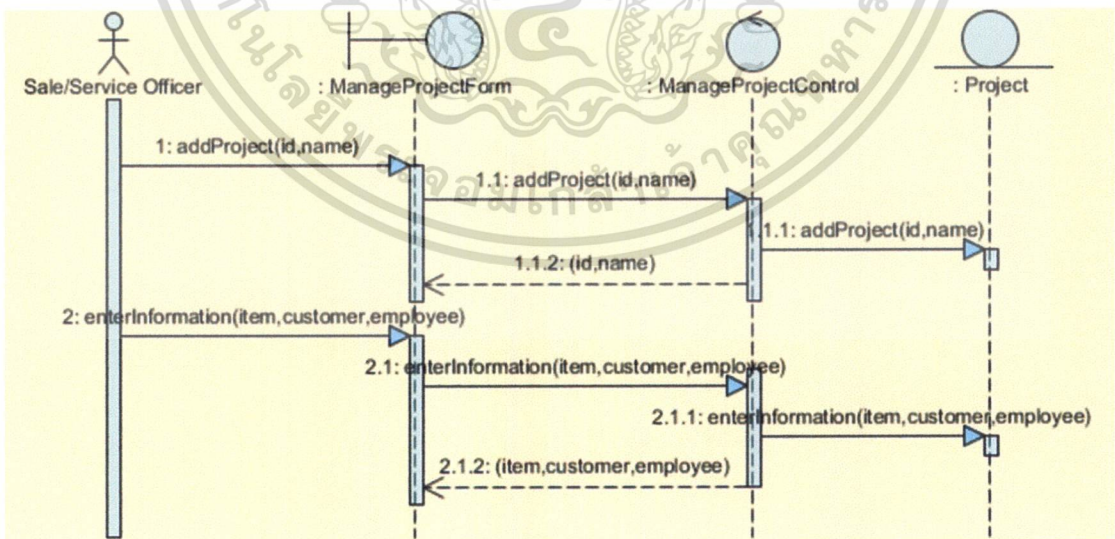 Sale/Service Officer
: ManageProjectForm
: ManageProjectControl
: Project
1: addProject(id,name)
1.1: addProject(id,name)
1.1.1: addProject(id,name)
1.1.2: (id,name)
2: enterInformation(item,customer,employee)
2.1: enterInformation(item,customer,employee)
2.1.1: enterInformation(item,customer,employee)
2.1.2: (item,customer,employee)